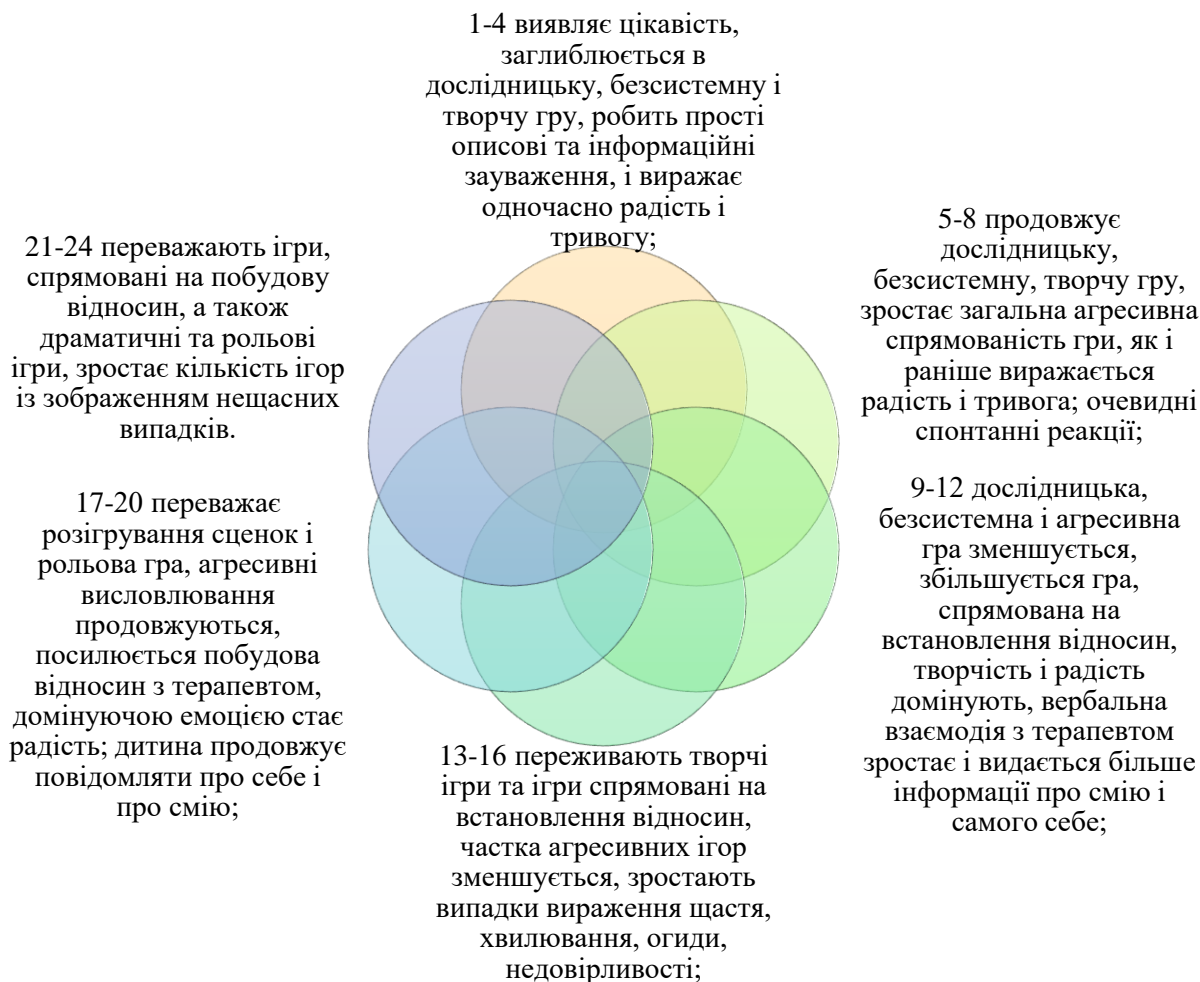 1-4 виявляє цікавість,
заглиблюється в
дослідницьку, безсистемну і
творчу гру, робить прості
описові та інформаційні
зауваження, і виражає
одночасно радість і
тривогу;
5-8 продовжує
дослідницьку,
безсистемну, творчу гру,
зростає загальна агресивна
спрямованість гри, як і
раніше виражається
радість і тривога; очевидні
спонтанні реакції;
9-12 дослідницька,
безсистемна і агресивна
гра зменшується,
збільшується гра,
спрямована на
встановлення відносин,
творчість і радість
домінують, вербальна
взаємодія з терапевтом
зростає і видається більше
інформації про смію і
самого себе;
13-16 переживають творчі
ігри та ігри спрямовані на
встановлення відносин,
частка агресивних ігор
зменшується, зростають
випадки вираження щастя,
хвилювання, огиди,
недовірливості;
17-20 переважає
розігрування сценок і
рольова гра, агресивні
висловлювання
продовжуються,
посилюється побудова
відносин з терапевтом,
домінуючою емоцією стає
радість; дитина продовжує
повідомляти про себе і
про смію;
21-24 переважають ігри,
спрямовані на побудову
відносин, а також
драматичні та рольові
ігри, зростає кількість ігор
із зображенням нещасних
випадків.